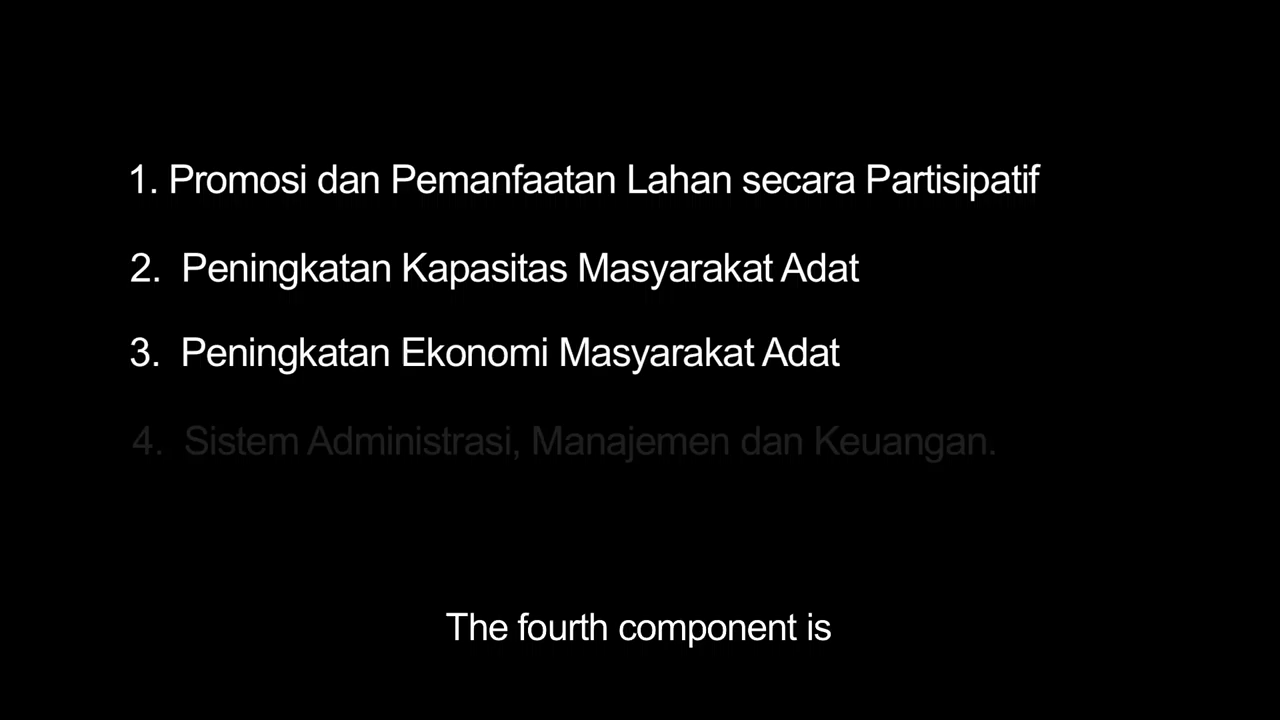 1. Promosi dan Pemanfaatan Lahan secara Partisipatif
2. Peningkatan Kapasitas Masyarakat Adat
3. Peningkatan Ekonomi Masyarakat Adat
4. Sistem Administrasi, Manajemen dan Keuangan.
The fourth component is